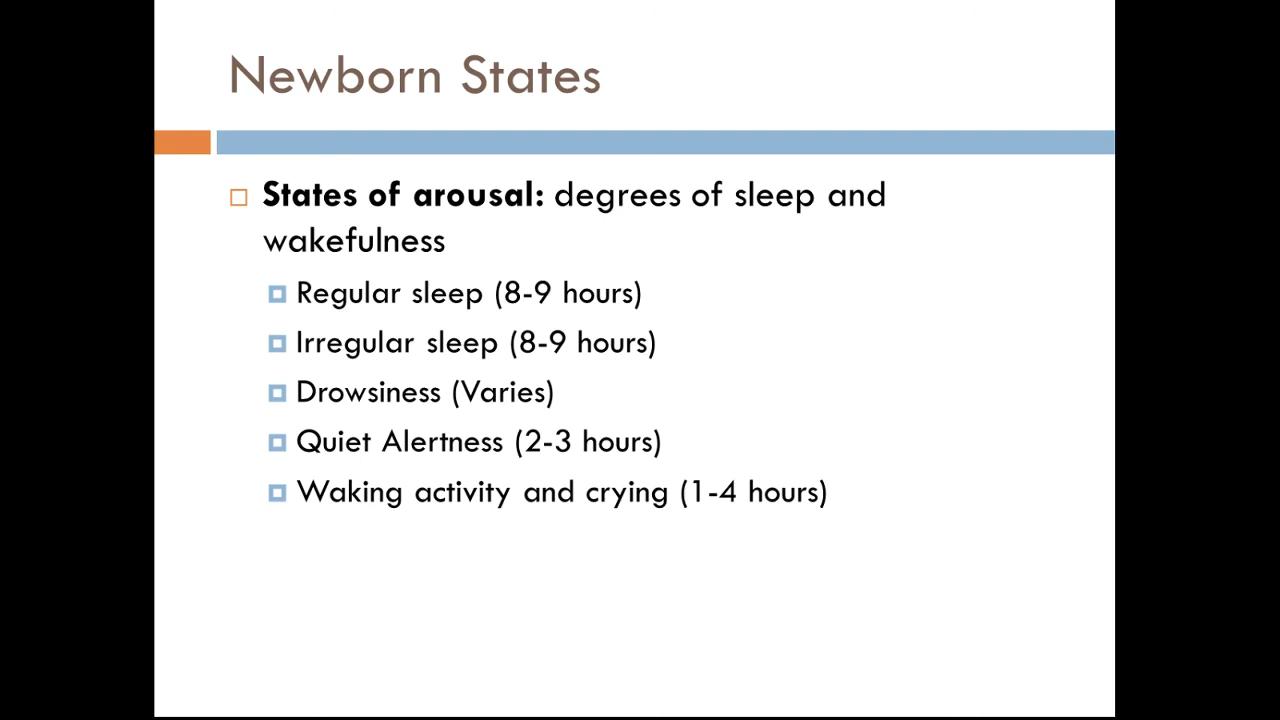 Newborn States
States of arousal: degrees of sleep and
wakefulness
Regular sleep (8-9 hours)
Irregular sleep (8-9 hours)
Drowsiness (Varies)
Quiet Alertness (2-3 hours)
Waking activity and crying (1-4 hours)